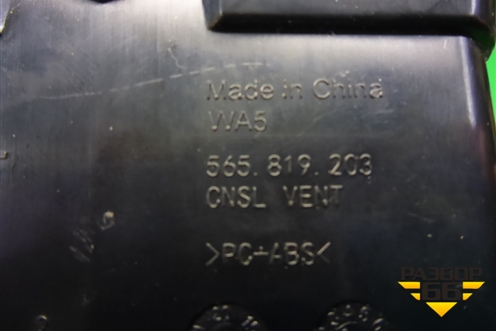 Made in China
WA5
565.819.203
CNSL VENT
>PC+ABS<
РАЗБОР
66